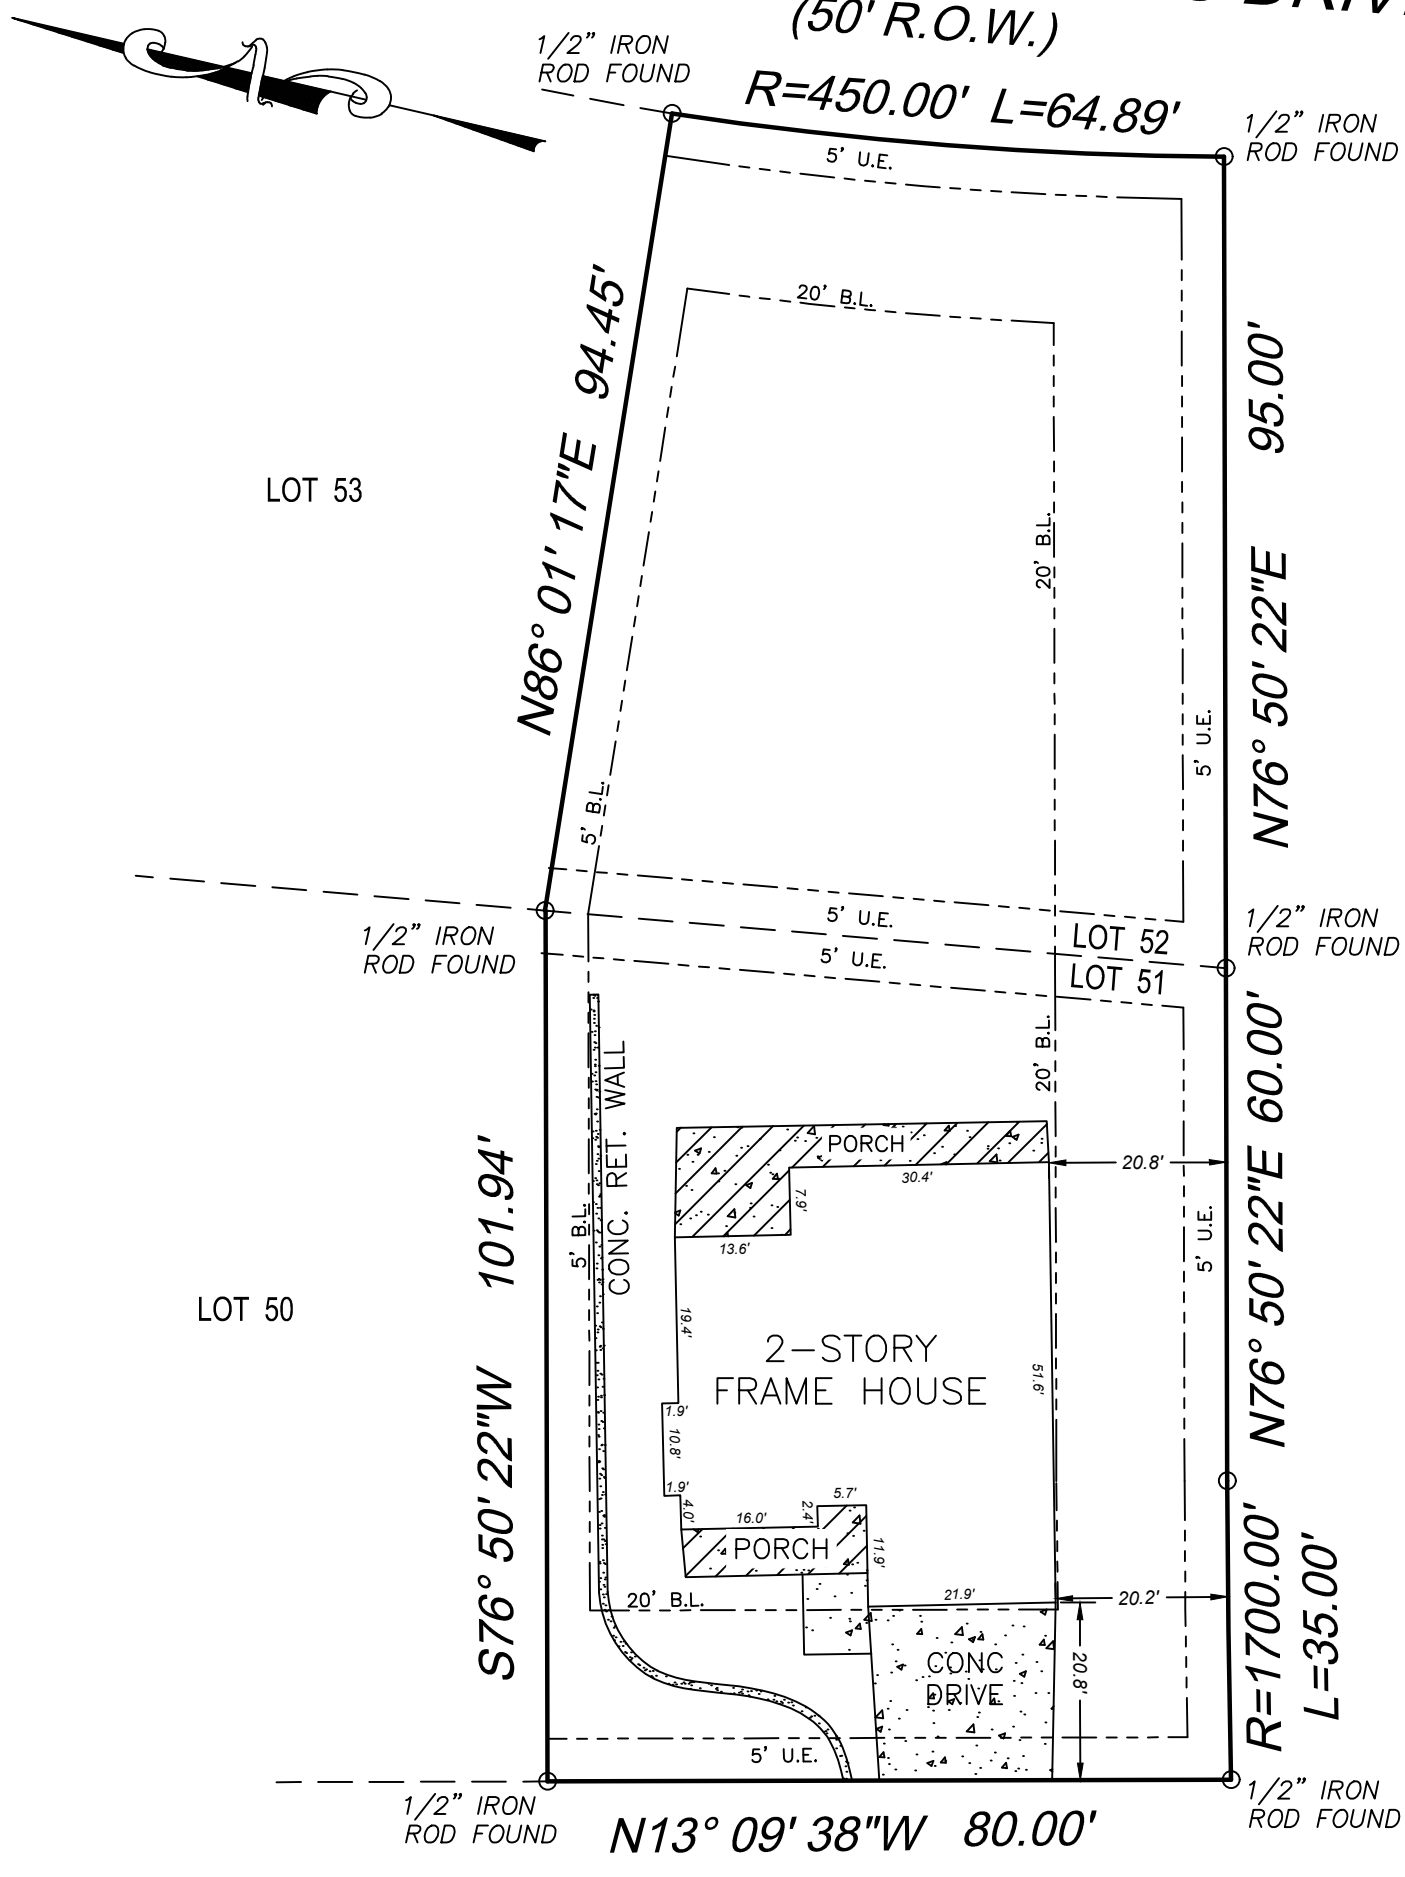 (50' R.O.W.)
1/2" IRON
ROD FOUND
R=450.00' L=64.89'
1/2" IRON
ROD FOUND
5' U.E.
20' B.L.
N86° 01' 17"E 94.45'
95.00'
LOT 53
20' B.L.
N76° 50' 22"E
5' U.E.
5' B.L.
5' U.E.
1/2" IRON
ROD FOUND
1/2" IRON
ROD FOUND
LOT 52
5' U.E.
LOT 51
20' B.L.
N76° 50' 22"E 60.00'
CONC. RET. WALL
5' B.L.
S76° 50' 22"W 101.94'
PORCH
20.8'
30.4'
7.9'
13.6'
5' U.E.
LOT 50
19.4'
2-STORY
FRAME HOUSE
51.6'
1.9'
10.8'
1.9'
4.0'
16.0'
2.4'
5.7'
PORCH
11.9'
20' B.L.
21.9'
20.2'
R=1700.00'
L=35.00'
CONC
DRIVE
20.8'
5' U.E.
1/2" IRON
ROD FOUND
N13° 09' 38"W 80.00'
1/2" IRON
ROD FOUND